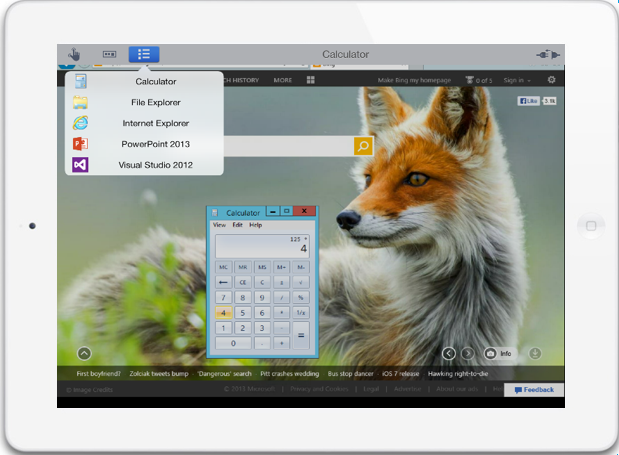 Calculator
Calculator
File Explorer
Internet Explorer
PowerPoint 2013
Visual Studio 2012
CH HISTORY MORE
Make Bing my homepage
0 of 5
Sign in
Like 3.1k
Calculator
View Edit Help
125
4
MC MR MS M+ M-
← CE C ± √
7 8 9 / %
4 5 6 * 1/x
1 2 3 - =
0 . +
Info
First boyfriend? Zolciak tweets bump 'Dangerous' search Pitt crashes wedding Bus stop dancer iOS 7 release Hawking right-to-die
Image Credits
© 2013 Microsoft | Privacy and Cookies | Legal | Advertise | About our ads |
Feedback